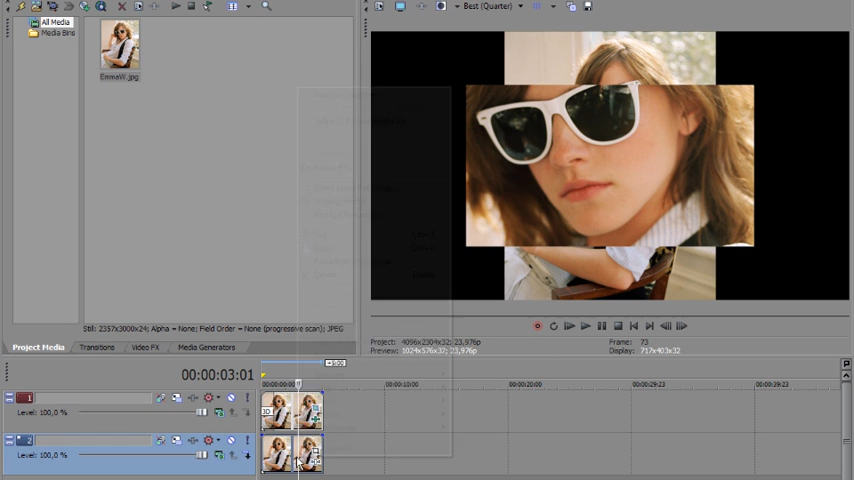 Best (Quarter)
All Media
Media Bins
EmmaW.jpg
Still: 2357x3000x24; Alpha = None; Field Order = None (progressive scan); JPEG
Project Media
Transitions
Video FX
Media Generators
Project: 4096x2304x32; 23,976p
Preview: 1024x576x32; 23,976p
Frame: 73
Display: 717x403x32
00:00:03:01
00:00:00:00
00:00:10:00
00:00:20:00
00:00:29:23
00:00:39:23
1
Level: 100,0 %
3D
2
Level: 100,0 %